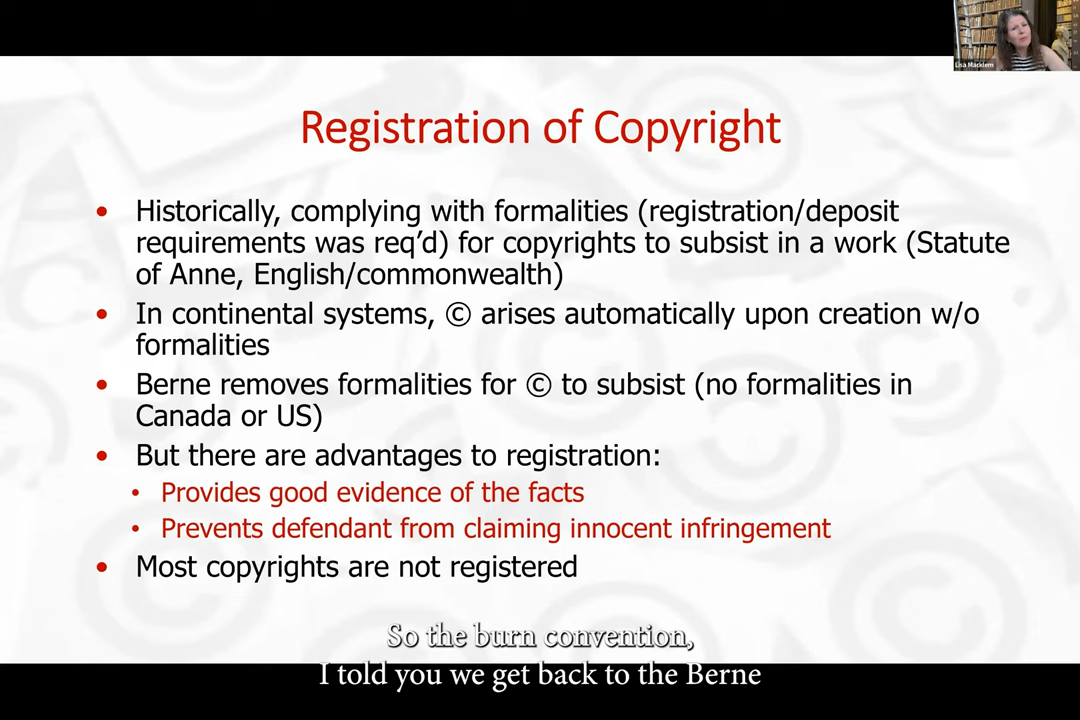 Lisa Macklem
Registration of Copyright
• Historically, complying with formalities (registration/deposit
requirements was req'd) for copyrights to subsist in a work (Statute
of Anne, English/commonwealth)
• In continental systems, © arises automatically upon creation w/o
formalities
• Berne removes formalities for © to subsist (no formalities in
Canada or US)
• But there are advantages to registration:
• Provides good evidence of the facts
• Prevents defendant from claiming innocent infringement
• Most copyrights are not registered
So the burn convention,
I told you we get back to the Berne